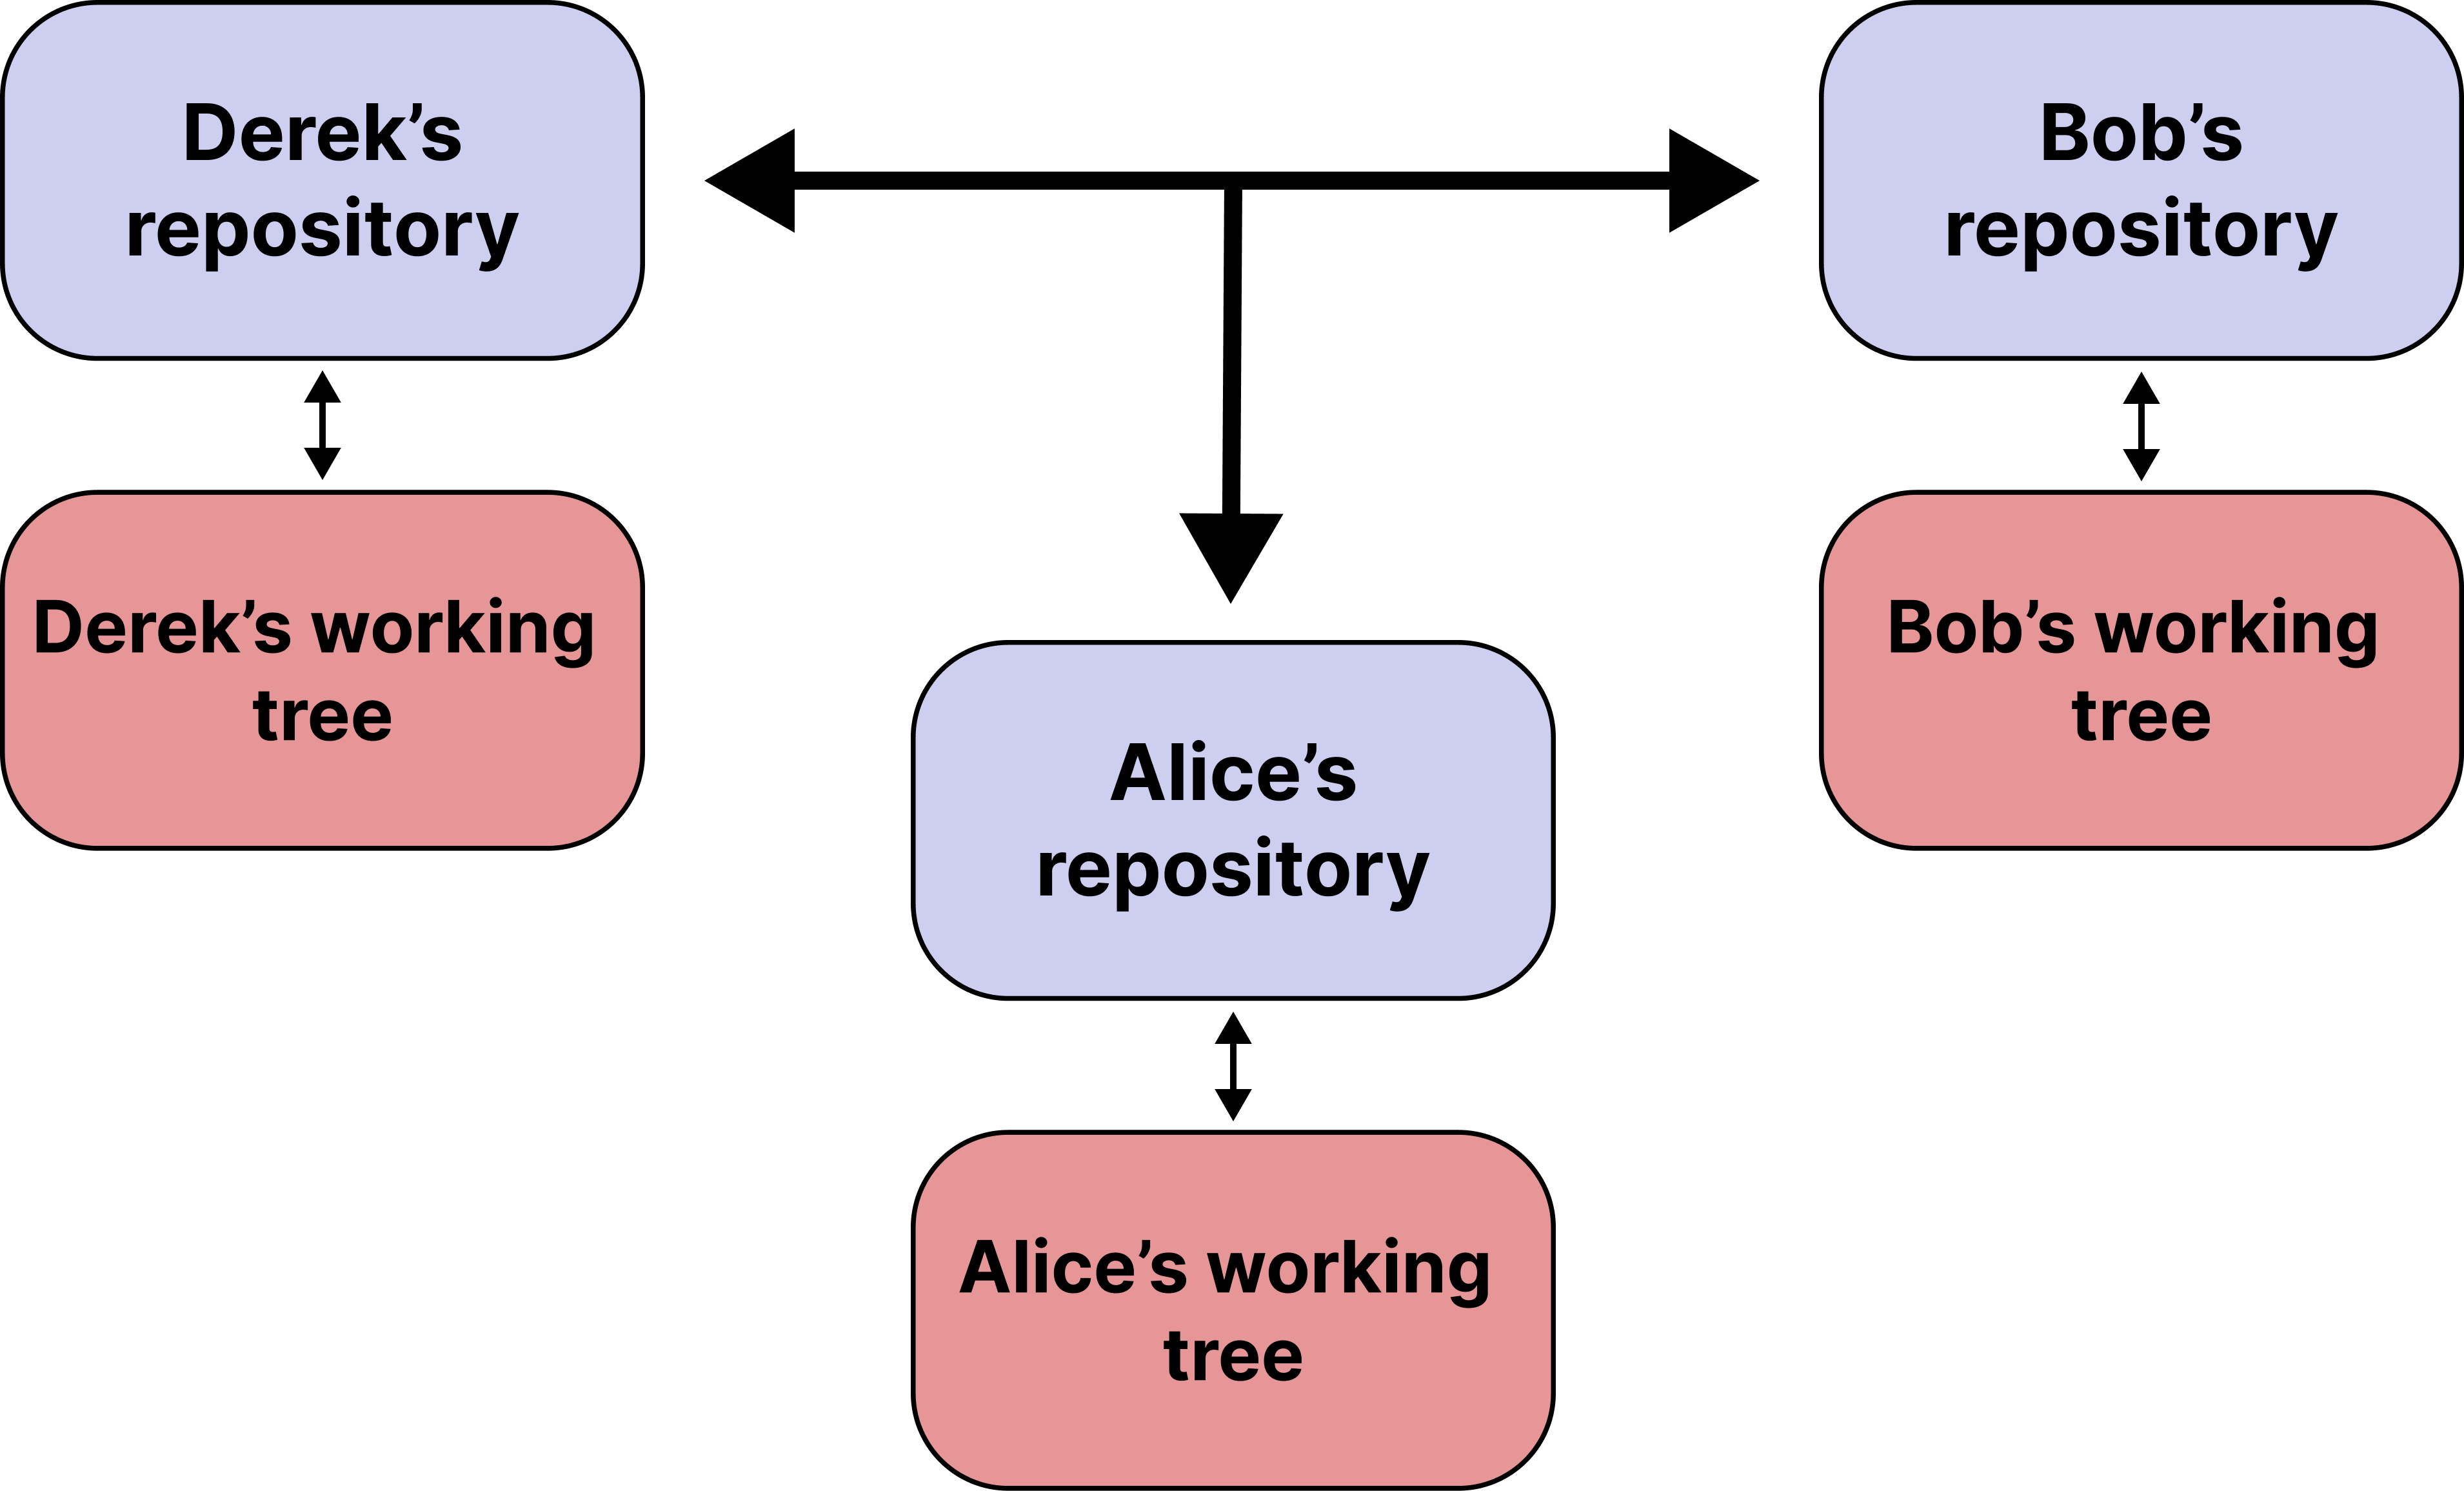 Derek’s
repository
Bob’s
repository
Derek’s working
tree
Bob’s working
tree
Alice’s
repository
Alice’s working
tree